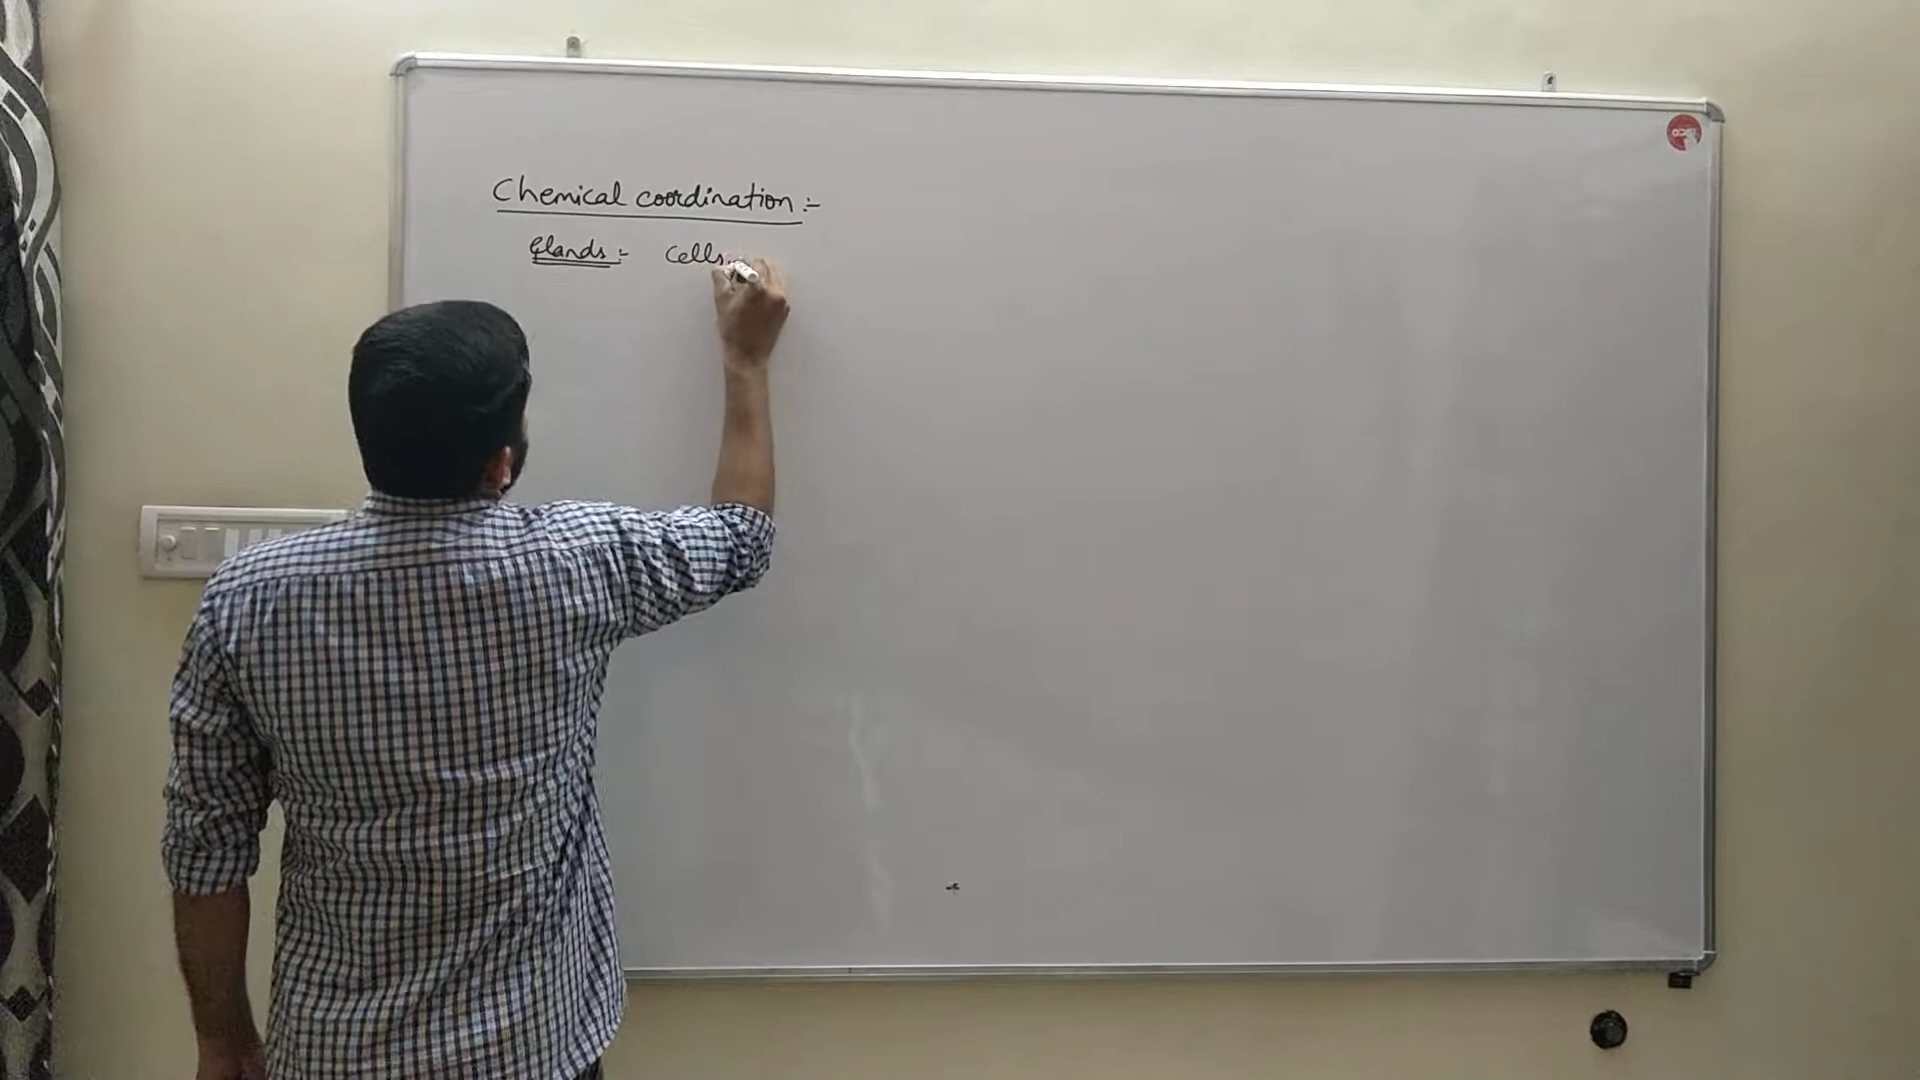 Chemical coordination :-
Glands :- Cells